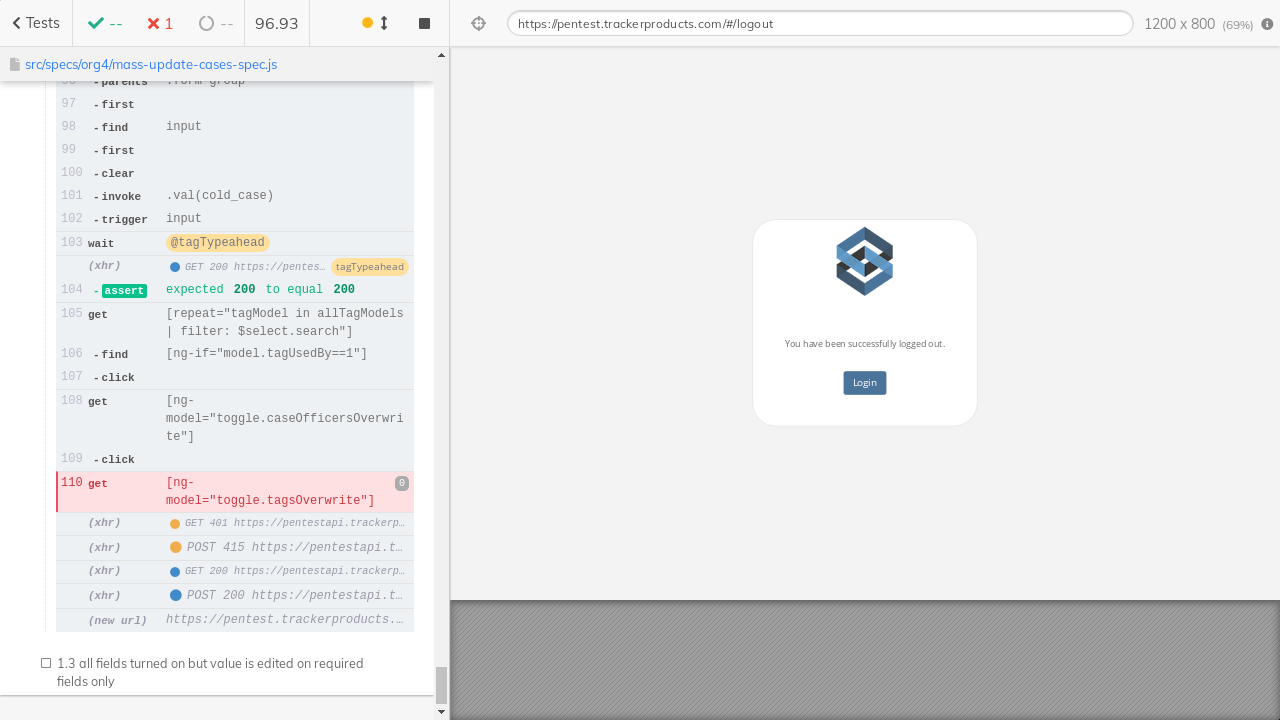 Tests
--
1
--
96.93
https://pentest.trackerproducts.com/#/logout
1200 x 800 (69%)
src/specs/org4/mass-update-cases-spec.js
-parents
97 -first
98 -find input
99 -first
100 -clear
101 -invoke .val(cold_case)
102 -trigger input
103 wait @tagTypeahead
(xhr) GET 200 https://pentes… tagTypeahead
104 -assert expected 200 to equal 200
105 get [repeat="tagModel in allTagModels
| filter: $select.search"]
106 -find [ng-if="model.tagUsedBy==1"]
107 -click
108 get [ng-
model="toggle.caseOfficersOverwri
te"]
109 -click
110 get [ng- 0
model="toggle.tagsOverwrite"]
(xhr) GET 401 https://pentestapi.trackerp…
(xhr) POST 415 https://pentestapi.t…
(xhr) GET 200 https://pentestapi.trackerp…
(xhr) POST 200 https://pentestapi.t…
(new url) https://pentest.trackerproducts.…
1.3 all fields turned on but value is edited on required
fields only
You have been successfully logged out.
Login